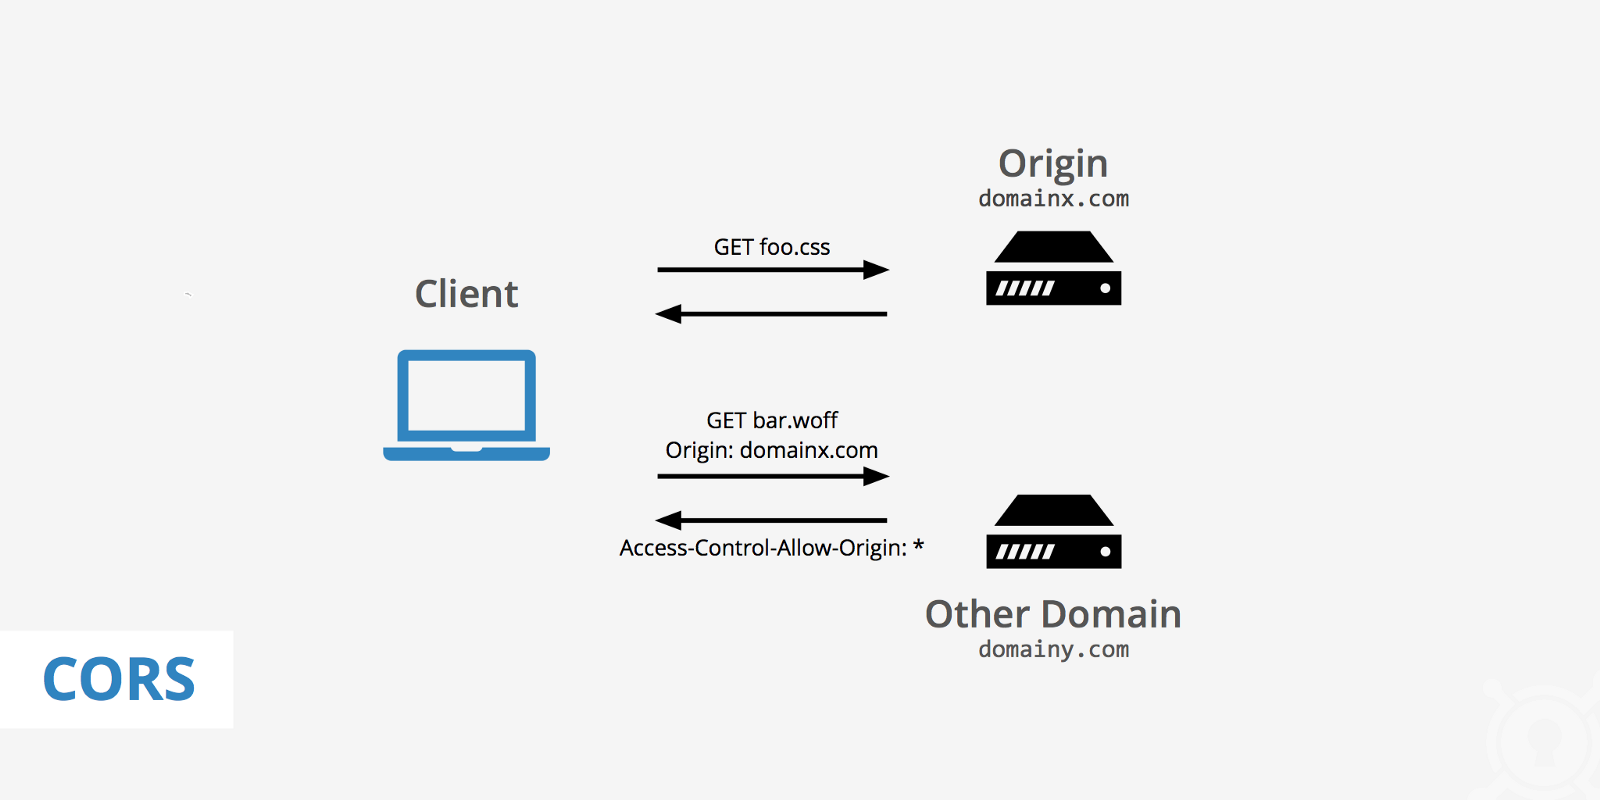 Origin
domainx.com
GET foo.css
Client
GET bar.woff
Origin: domainx.com
Access-Control-Allow-Origin: *
Other Domain
domainy.com
CORS